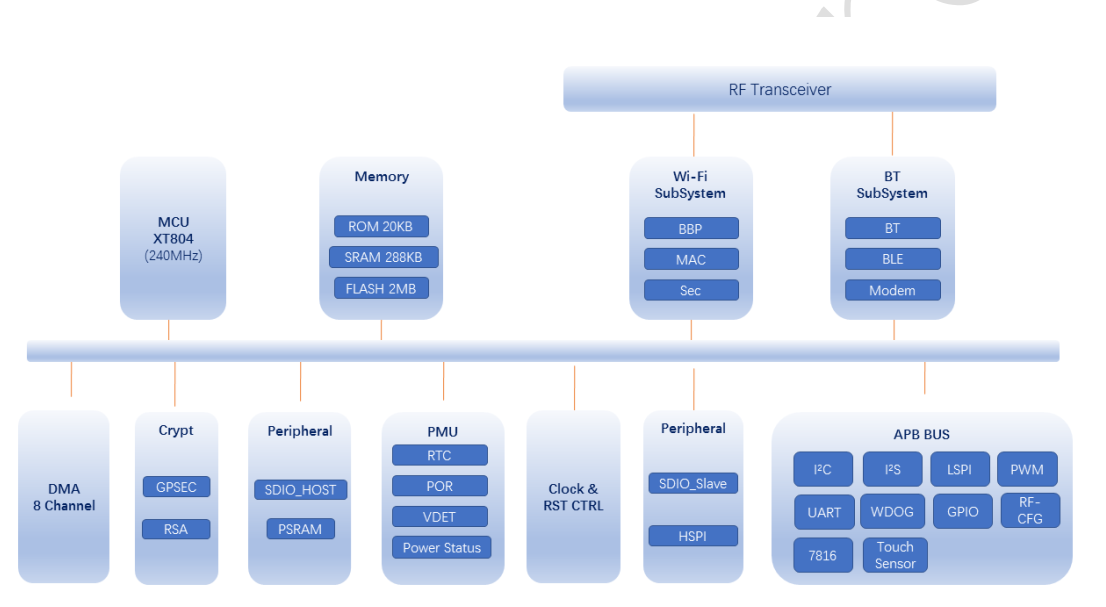 RF Transceiver
MCU
XT804
(240MHz)
Memory
ROM 20KB
SRAM 288KB
FLASH 2MB
Wi-Fi
SubSystem
BBP
MAC
Sec
BT
SubSystem
BT
BLE
Modem
DMA
8 Channel
Crypt
GPSEC
RSA
Peripheral
SDIO_HOST
PSRAM
PMU
RTC
POR
VDET
Power Status
Clock &
RST CTRL
Peripheral
SDIO_Slave
HSPI
APB BUS
I²C
I²S
LSPI
PWM
UART
WDOG
GPIO
RF-
CFG
7816
Touch
Sensor